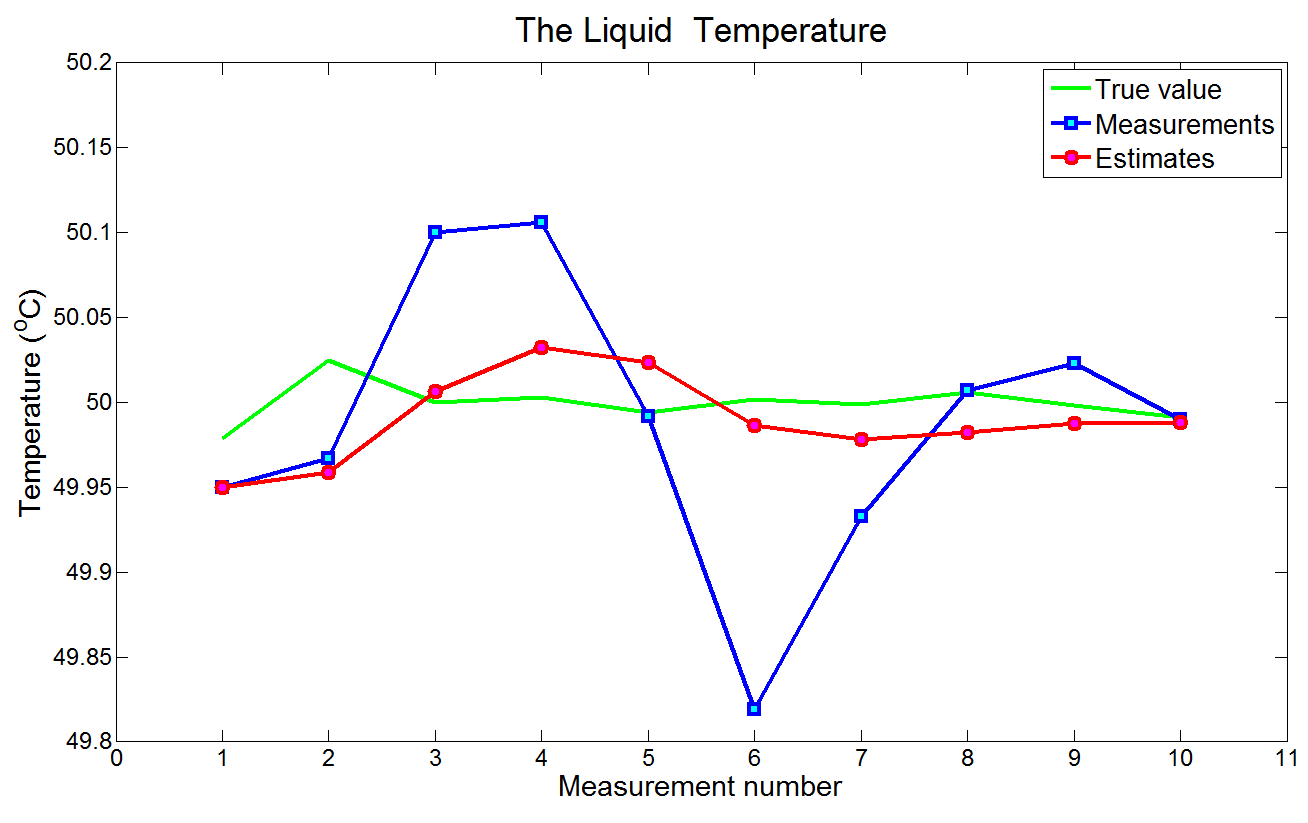 The Liquid  Temperature
50.2
50.15
50.1
50.05
50
49.95
49.9
49.85
49.8
Temperature (oC)
True value
Measurements
Estimates
0 1 2 3 4 5 6 7 8 9 10 11
Measurement number